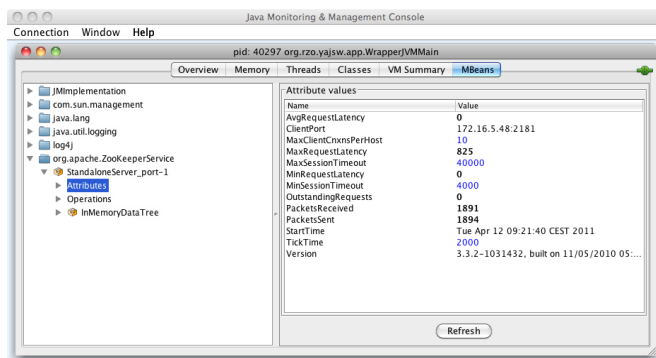 Java Monitoring & Management Console
Connection Window Help
pid: 40297 org.rzo.yajsw.app.WrapperJVMMain
Overview Memory Threads Classes VM Summary MBeans
JMImplementation
com.sun.management
java.lang
java.util.logging
log4j
org.apache.ZooKeeperService
StandaloneServer_port-1
Attributes
Operations
InMemoryDataTree
Attribute values
Name Value
AvgRequestLatency 0
ClientPort 172.16.5.48:2181
MaxClientCnxnsPerHost 10
MaxRequestLatency 825
MaxSessionTimeout 40000
MinRequestLatency 0
MinSessionTimeout 4000
OutstandingRequests 0
PacketsReceived 1891
PacketsSent 1894
StartTime Tue Apr 12 09:21:40 CEST 2011
TickTime 2000
Version 3.3.2-1031432, built on 11/05/2010 05:...
Refresh